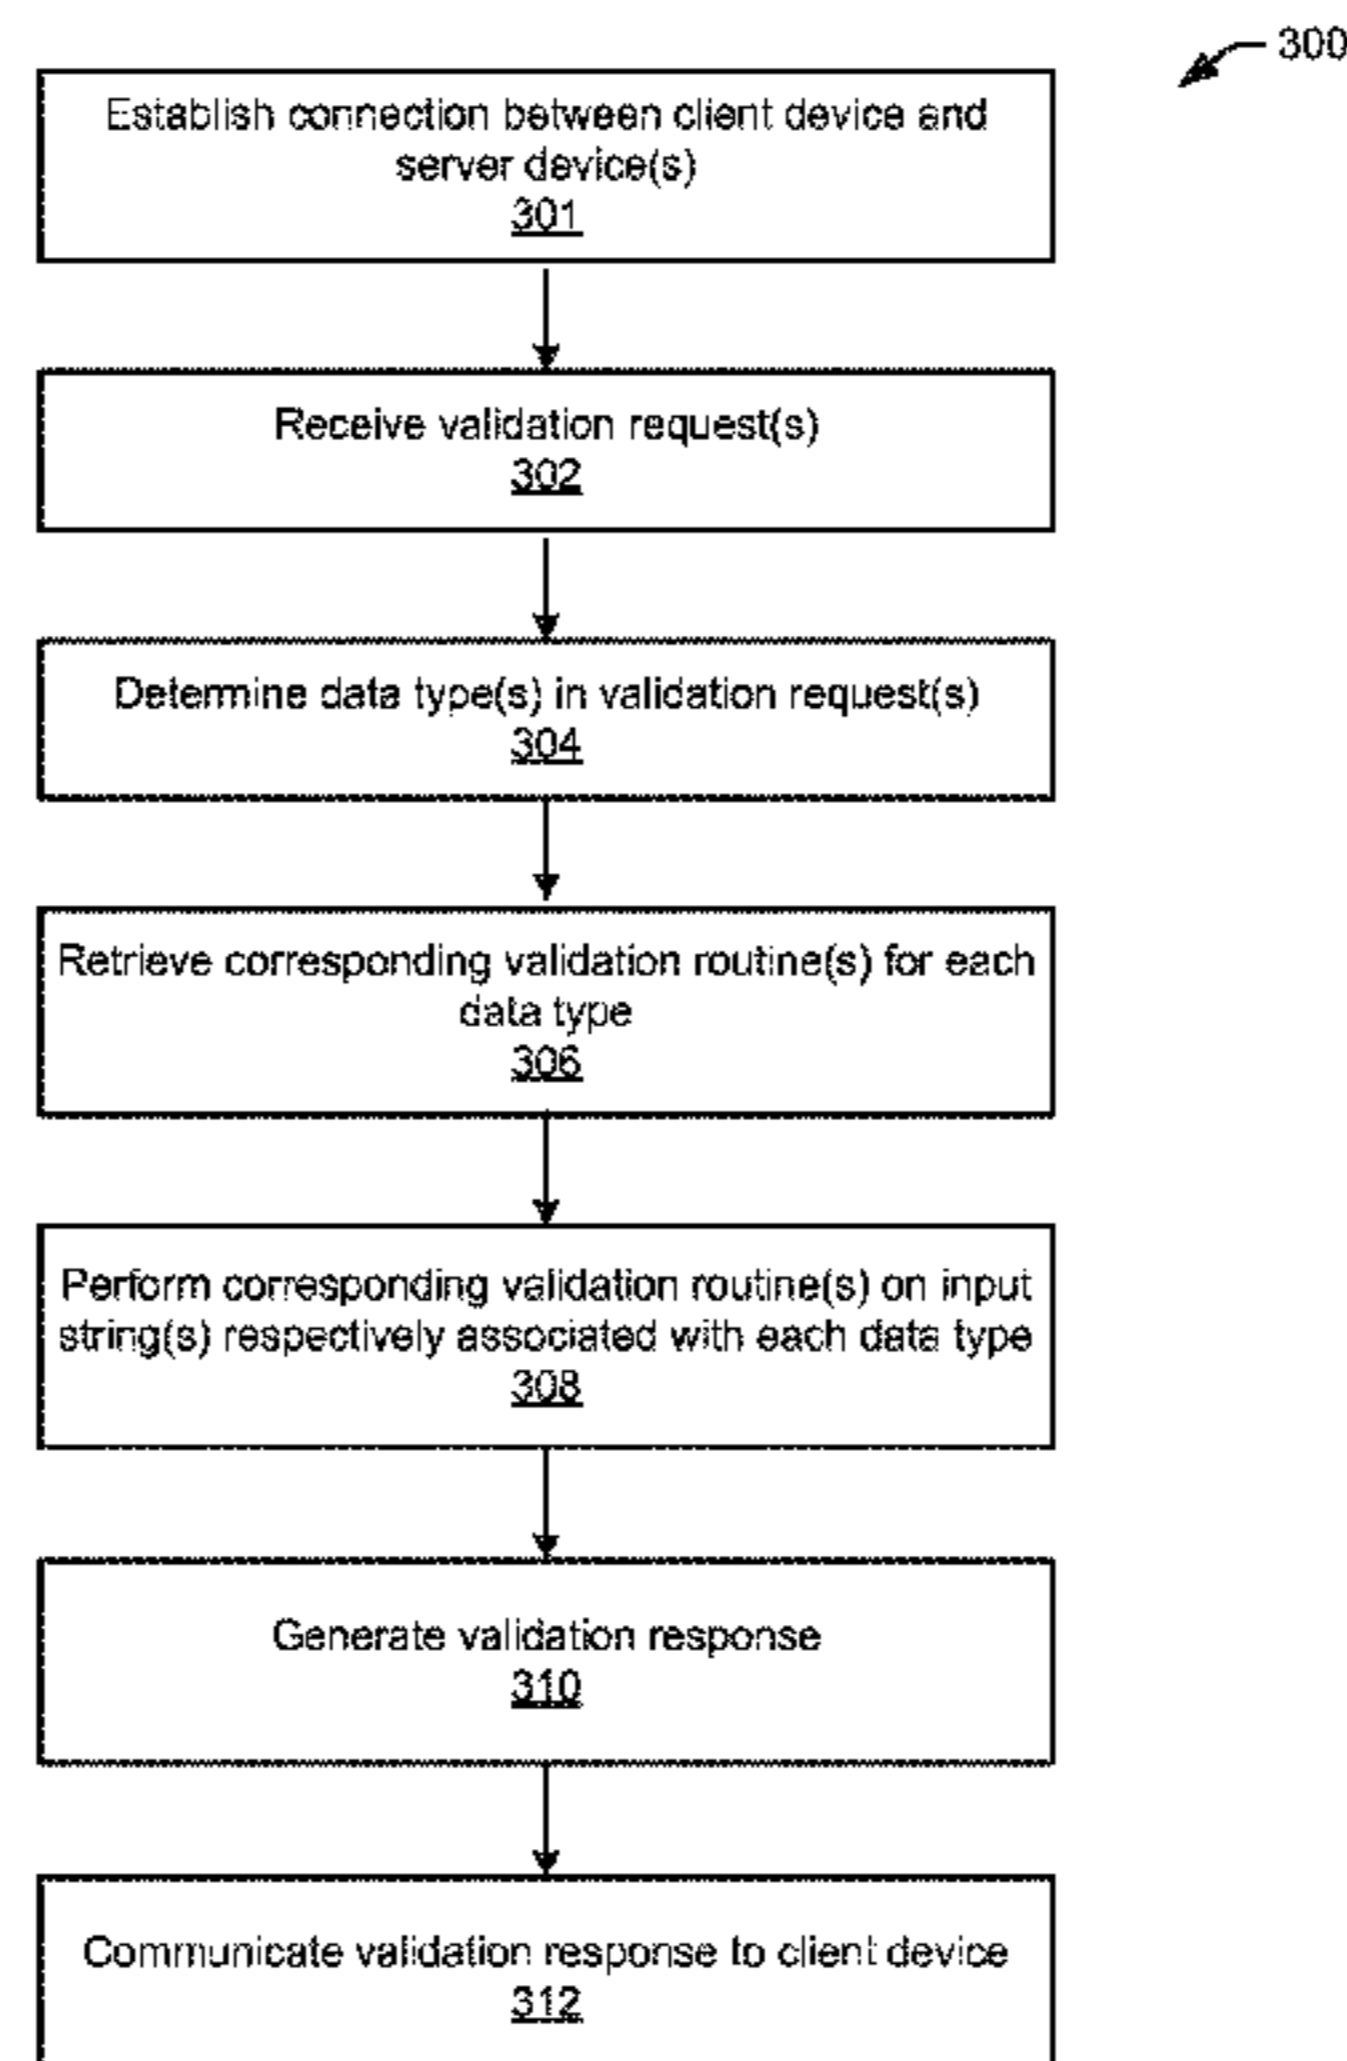 300
Establish connection between client device and
server device(s)
301
Receive validation request(s)
302
Determine data type(s) in validation request(s)
304
Retrieve corresponding validation routine(s) for each
data type
306
Perform corresponding validation routine(s) on input
string(s) respectively associated with each data type
308
Generate validation response
310
Communicate validation response to client device
312